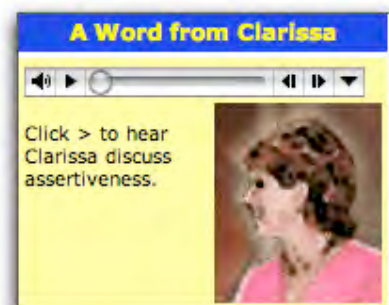 A Word from Clarissa
Click > to hear
Clarissa discuss
assertiveness.